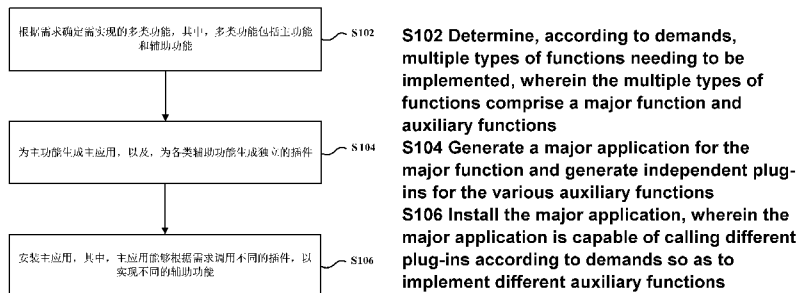 根据需求确定需实现的多类功能，其中，多类功能包括主功能
和辅助功能
S102
为主功能生成主应用，以及，为各类辅助功能生成独立的插件
S104
安装主应用，其中，主应用能够根据需求调用不同的插件，以
实现不同的辅助功能
S106
S102 Determine, according to demands,
multiple types of functions needing to be
implemented, wherein the multiple types of
functions comprise a major function and
auxiliary functions
S104 Generate a major application for the
major function and generate independent plug-
ins for the various auxiliary functions
S106 Install the major application, wherein the
major application is capable of calling different
plug-ins according to demands so as to
implement different auxiliary functions